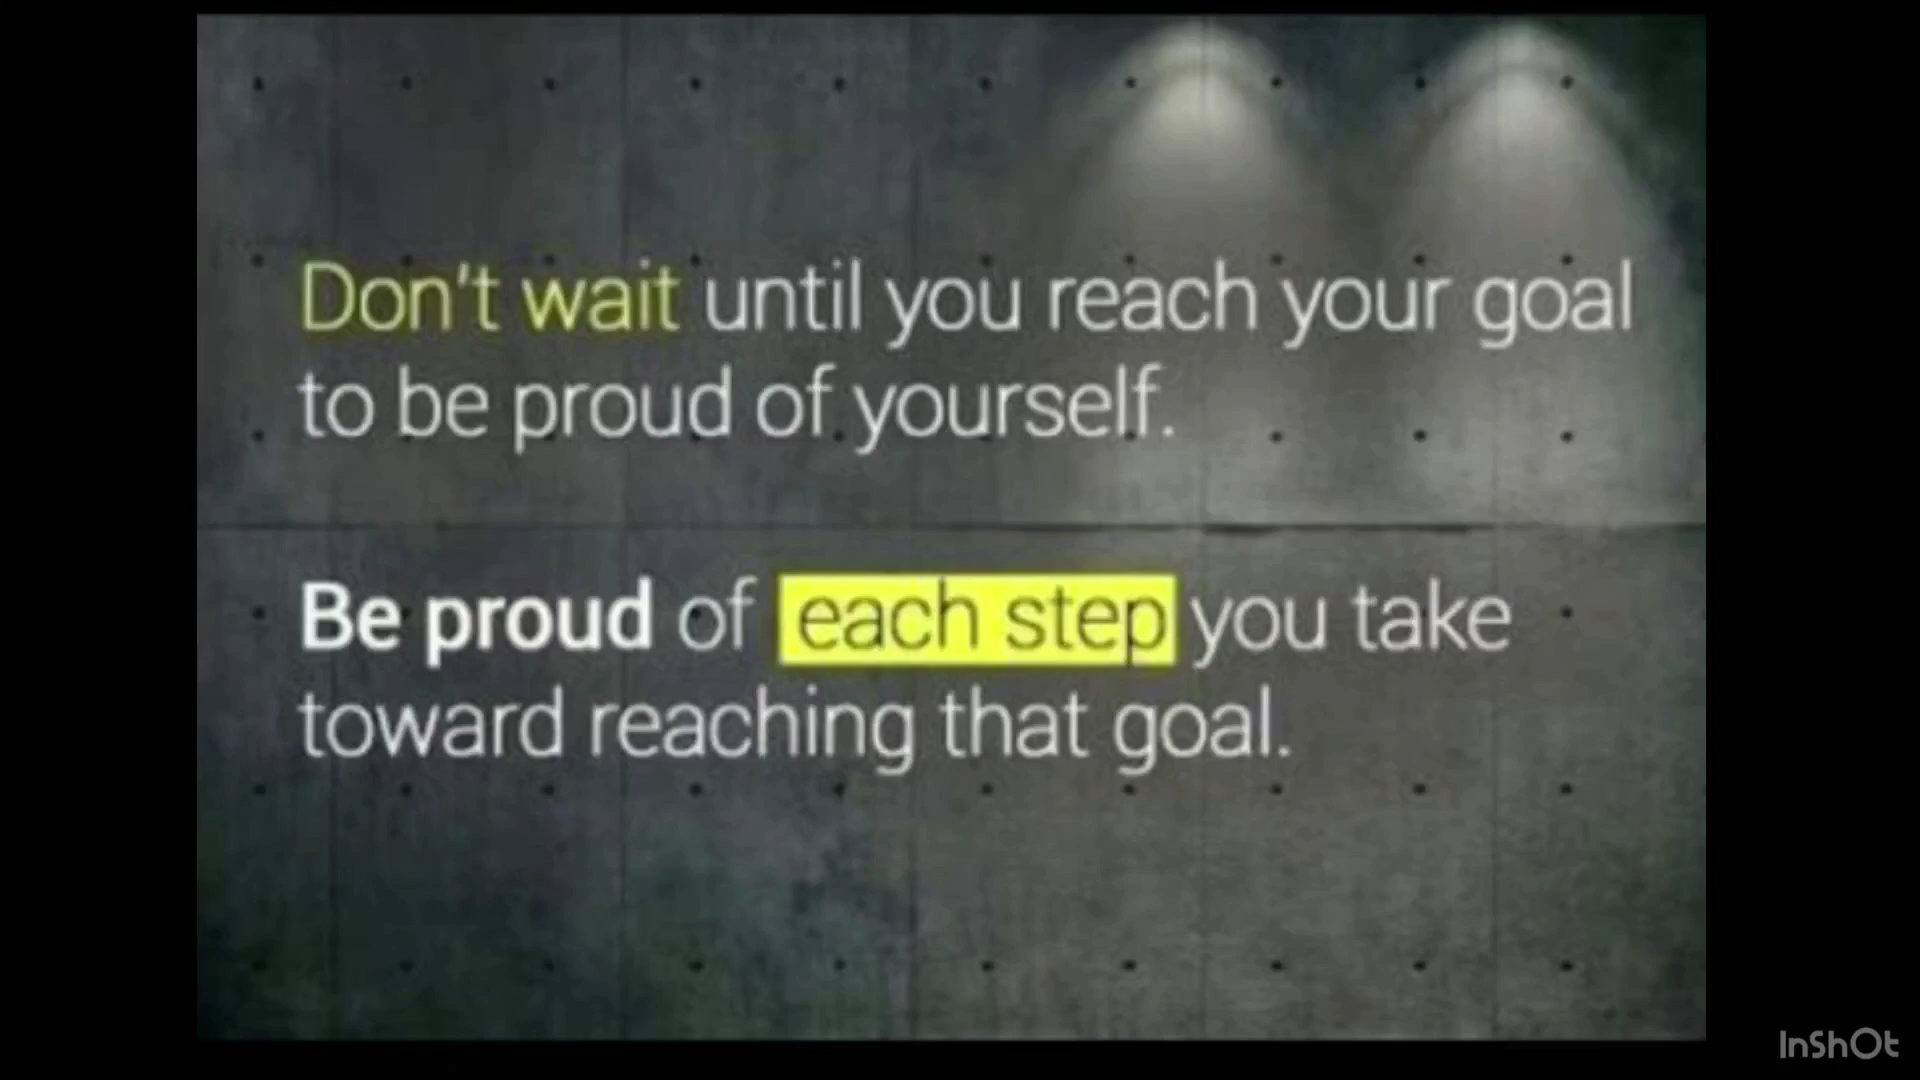 Don't wait until you reach your goal
to be proud of yourself.
Be proud of each step you take
toward reaching that goal.
InShOt